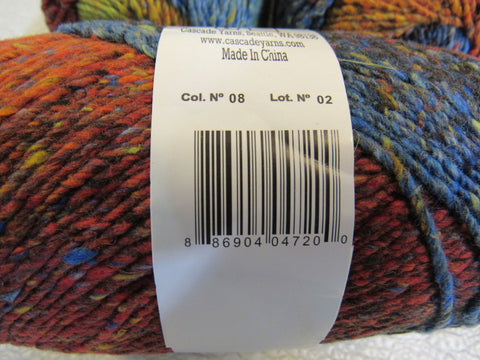 Cascade Yarns, Seattle, WA 98138
www.cascadeyarns.com
Made In China
Col. Nº 08 Lot. Nº 02
8 86904 04720 0